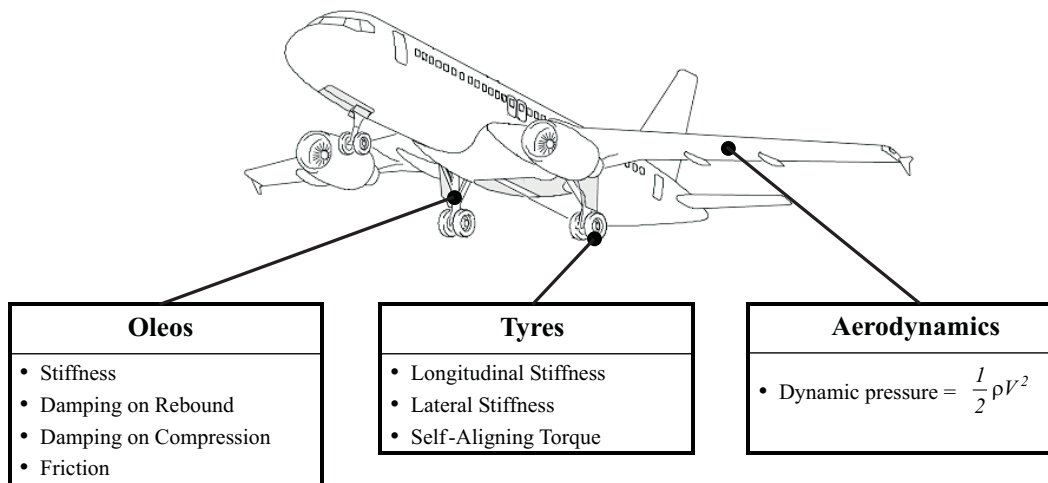 Oleos
• Stiffness
• Damping on Rebound
• Damping on Compression
• Friction
Tyres
• Longitudinal Stiffness
• Lateral Stiffness
• Self-Aligning Torque
Aerodynamics
• Dynamic pressure = 1/2 ρV²